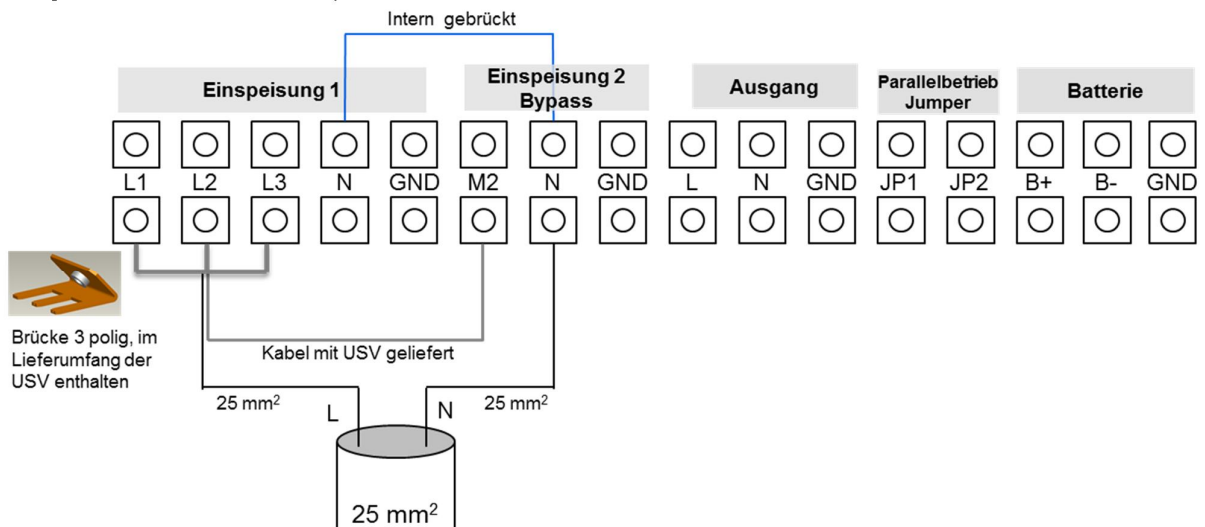 Intern gebrückt
Einspeisung 1
Einspeisung 2
Bypass
Ausgang
Parallelbetrieb
Jumper
Batterie
L1 L2 L3 N GND M2 N GND L N GND JP1 JP2 B+ B- GND
Brücke 3 polig, im
Lieferumfang der
USV enthalten
Kabel mit USV geliefert
25 mm² L N 25 mm²
25 mm²